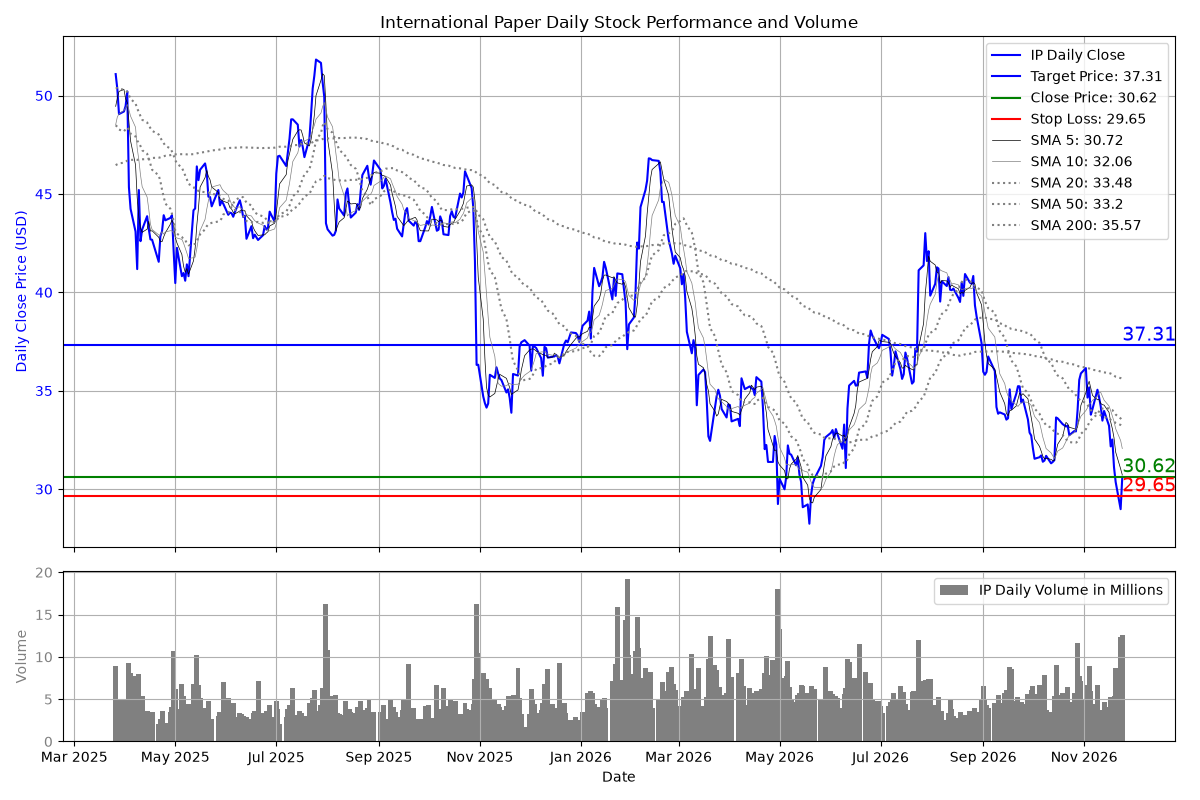 International Paper Daily Stock Performance and Volume
Daily Close Price (USD)
50
45
40
35
30
IP Daily Close
Target Price: 37.31
Close Price: 30.62
Stop Loss: 29.65
SMA 5: 30.72
SMA 10: 32.06
SMA 20: 33.48
SMA 50: 33.2
SMA 200: 35.57
37.31
30.62
29.65
Volume
20
15
10
5
0
IP Daily Volume in Millions
Mar 2025
May 2025
Jul 2025
Sep 2025
Nov 2025
Jan 2026
Mar 2026
May 2026
Jul 2026
Sep 2026
Nov 2026
Date